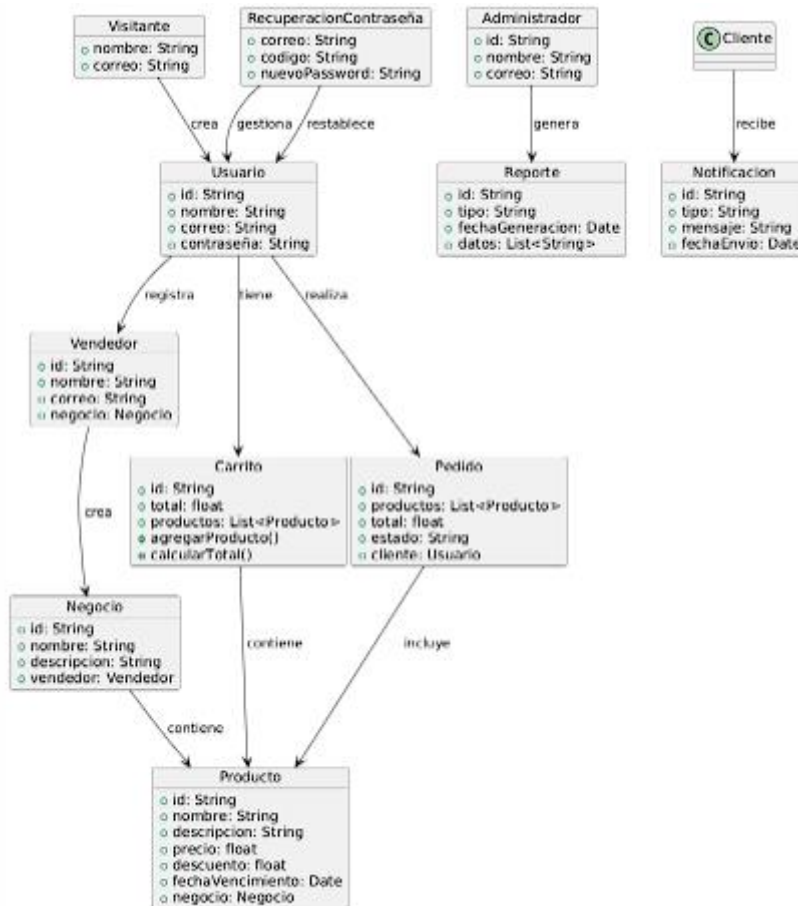 Visitante
nombre: String
correo: String
RecuperacionContraseña
correo: String
codigo: String
nuevoPassword: String
Administrador
id: String
nombre: String
correo: String
C Cliente
crea
gestiona
restablece
genera
recibe
Usuario
id: String
nombre: String
correo: String
contraseña: String
Reporte
id: String
tipo: String
fechaGeneracion: Date
datos: List<String>
Notificacion
id: String
tipo: String
mensaje: String
fechaEnvio: Date
registra
tiene
realiza
Vendedor
id: String
nombre: String
correo: String
negocio: Negocio
Carrito
id: String
total: float
productos: List<Producto>
agregarProducto()
calcularTotal()
Pedido
id: String
productos: List<Producto>
total: float
estado: String
cliente: Usuario
crea
Negocio
id: String
nombre: String
descripcion: String
vendedor: Vendedor
contiene
incluye
contiene
Producto
id: String
nombre: String
descripcion: String
precio: float
descuento: float
fechaVencimiento: Date
negocio: Negocio